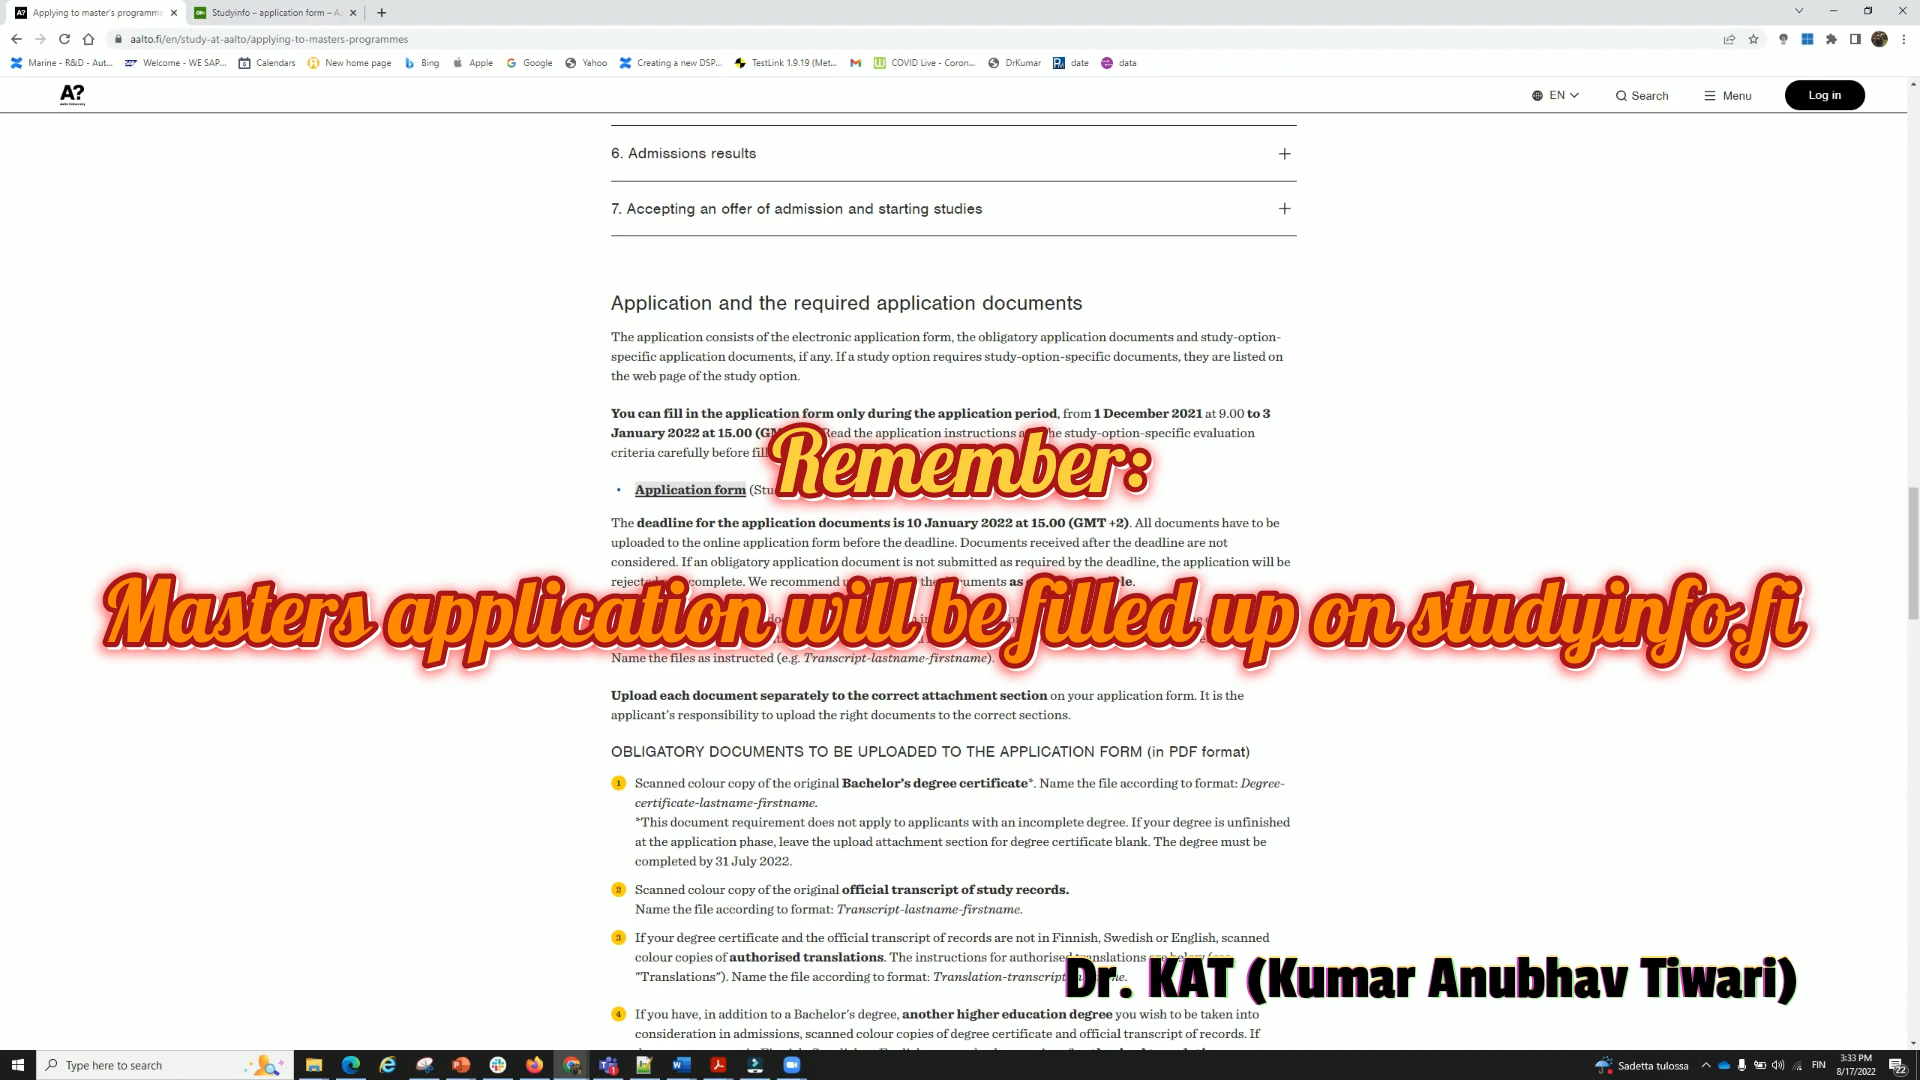 Applying to master's programme
Studyinfo – application form – Aa
aalto.fi/en/study-at-aalto/applying-to-masters-programmes
Marine - R&D - Aut...
Welcome - WE SAP...
Calendars
New home page
Bing
Apple
Google
Yahoo
Creating a new DSP...
TestLink 1.9.19 (Met...
COVID Live - Coron...
DrKumar
date
data
A?
EN
Search
Menu
Log in
6. Admissions results
7. Accepting an offer of admission and starting studies
Application and the required application documents
The application consists of the electronic application form, the obligatory application documents and study-option-
specific application documents, if any. If a study option requires study-option-specific documents, they are listed on
the web page of the study option.
You can fill in the application form only during the application period, from 1 December 2021 at 9.00 to 3
January 2022 at 15.00 Read the application instructions study-option-specific evaluation
criteria carefully before
Remember:
• Application form
The deadline for the application documents is 10 January 2022 at 15.00 (GMT +2). All documents have to be
uploaded to the online application form before the deadline. Documents received after the deadline are not
considered. If an obligatory application document is not submitted as required by the deadline, the application will be
We recommend
Masters application will be filled up on studyinfo.fi
Name the files as instructed (e.g. Transcript-lastname-firstname).
Upload each document separately to the correct attachment section on your application form. It is the
applicant's responsibility to upload the right documents to the correct sections.
OBLIGATORY DOCUMENTS TO BE UPLOADED TO THE APPLICATION FORM (in PDF format)
1 Scanned colour copy of the original Bachelor's degree certificate*. Name the file according to format: Degree-
certificate-lastname-firstname.
*This document requirement does not apply to applicants with an incomplete degree. If your degree is unfinished
at the application phase, leave the upload attachment section for degree certificate blank. The degree must be
completed by 31 July 2022.
2 Scanned colour copy of the original official transcript of study records.
Name the file according to format: Transcript-lastname-firstname.
3 If your degree certificate and the official transcript of records are not in Finnish, Swedish or English, scanned
colour copies of authorised translations. The instructions for authorised translations
"Translations"). Name the file according to format: Translation-transcript
Dr. KAT (Kumar Anubhav Tiwari)
4 If you have, in addition to a Bachelor's degree, another higher education degree you wish to be taken into
consideration in admissions, scanned colour copies of degree certificate and official transcript of records. If
Type here to search
Sadetta tulossa
FIN
3:33 PM
8/17/2022
22